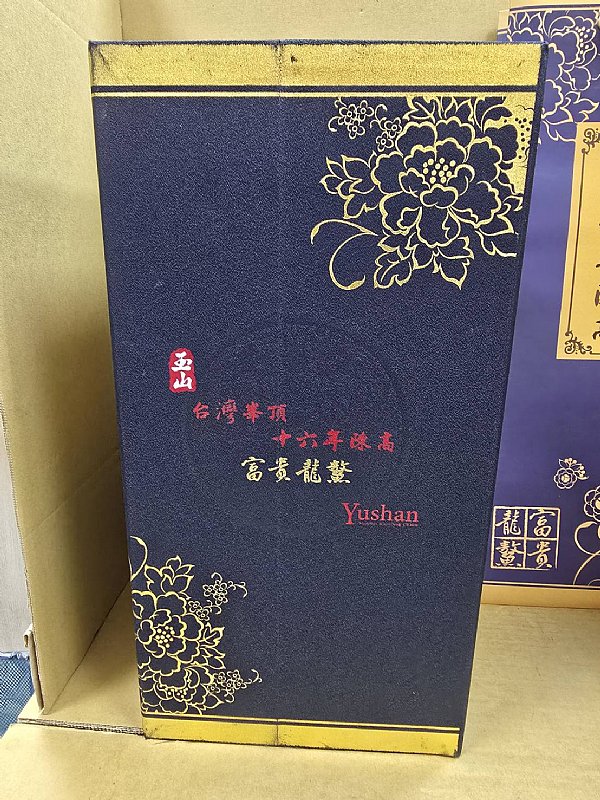 玉山
台灣峯頂
十六年陳高
富貴龍鰲
Yushan
富貴
龍鰲